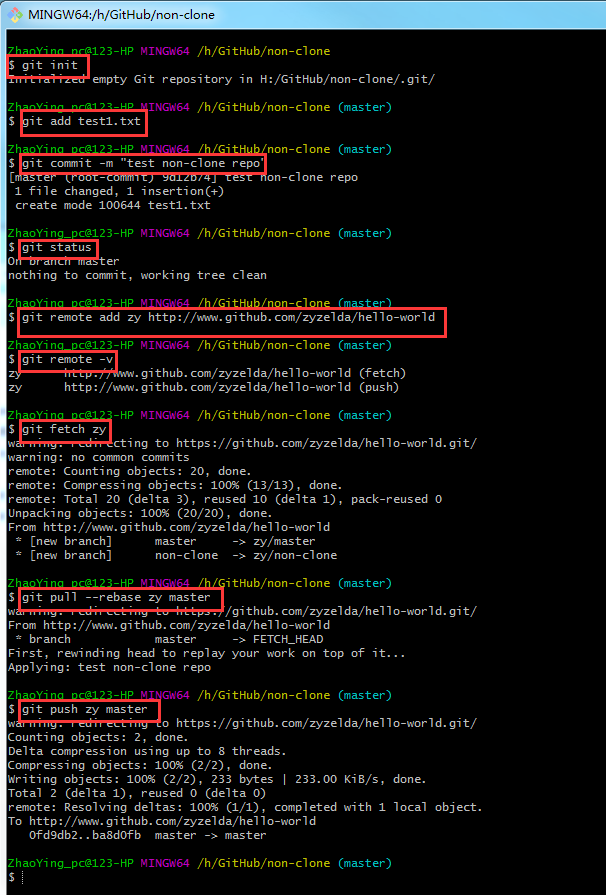 MINGW64:/h/GitHub/non-clone
ZhaoYing_pc@123-HP MINGW64 /h/GitHub/non-clone
$ git init
Initialized empty Git repository in H:/GitHub/non-clone/.git/
ZhaoYing_pc@123-HP MINGW64 /h/GitHub/non-clone (master)
$ git add test1.txt
ZhaoYing_pc@123-HP MINGW64 /h/GitHub/non-clone (master)
$ git commit -m "test non-clone repo"
[master (root-commit) 9d12b74] test non-clone repo
 1 file changed, 1 insertion(+)
 create mode 100644 test1.txt
ZhaoYing_pc@123-HP MINGW64 /h/GitHub/non-clone (master)
$ git status
On branch master
nothing to commit, working tree clean
ZhaoYing_pc@123-HP MINGW64 /h/GitHub/non-clone (master)
$ git remote add zy http://www.github.com/zyzelda/hello-world
ZhaoYing_pc@123-HP MINGW64 /h/GitHub/non-clone (master)
$ git remote -v
zy      http://www.github.com/zyzelda/hello-world (fetch)
zy      http://www.github.com/zyzelda/hello-world (push)
ZhaoYing_pc@123-HP MINGW64 /h/GitHub/non-clone (master)
$ git fetch zy
warning: redirecting to https://github.com/zyzelda/hello-world.git/
warning: no common commits
remote: Counting objects: 20, done.
remote: Compressing objects: 100% (13/13), done.
remote: Total 20 (delta 3), reused 10 (delta 1), pack-reused 0
Unpacking objects: 100% (20/20), done.
From http://www.github.com/zyzelda/hello-world
 * [new branch]      master     -> zy/master
 * [new branch]      non-clone  -> zy/non-clone
ZhaoYing_pc@123-HP MINGW64 /h/GitHub/non-clone (master)
$ git pull --rebase zy master
warning: redirecting to https://github.com/zyzelda/hello-world.git/
From http://www.github.com/zyzelda/hello-world
 * branch            master     -> FETCH_HEAD
First, rewinding head to replay your work on top of it...
Applying: test non-clone repo
ZhaoYing_pc@123-HP MINGW64 /h/GitHub/non-clone (master)
$ git push zy master
warning: redirecting to https://github.com/zyzelda/hello-world.git/
Counting objects: 2, done.
Delta compression using up to 8 threads.
Compressing objects: 100% (2/2), done.
Writing objects: 100% (2/2), 233 bytes | 233.00 KiB/s, done.
Total 2 (delta 1), reused 0 (delta 0)
remote: Resolving deltas: 100% (1/1), completed with 1 local object.
To http://www.github.com/zyzelda/hello-world
   0fd9db2..ba8d0fb  master -> master
ZhaoYing_pc@123-HP MINGW64 /h/GitHub/non-clone (master)
$